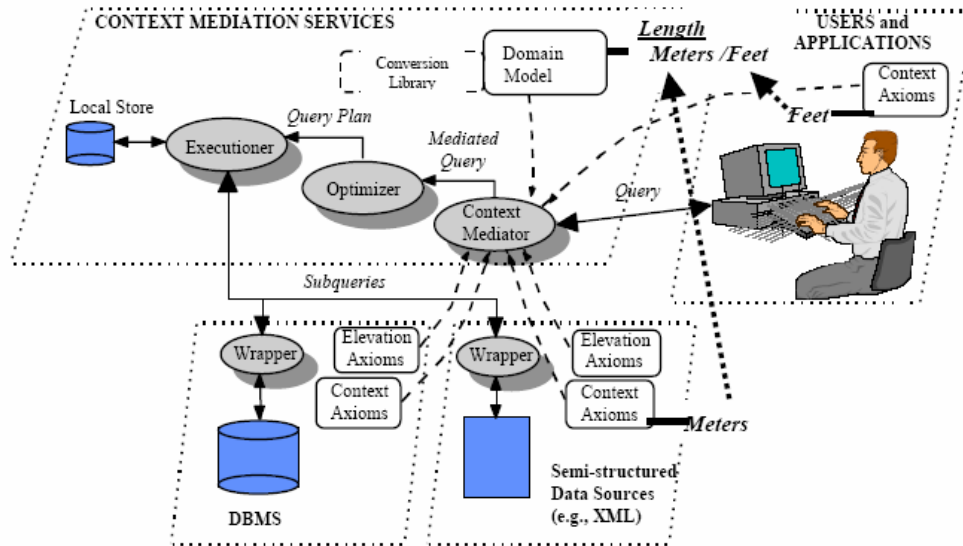 CONTEXT MEDIATION SERVICES
Length
Meters /Feet
USERS and
APPLICATIONS
Conversion
Library
Domain
Model
Context
Axioms
Feet
Local Store
Query Plan
Executioner
Mediated
Query
Optimizer
Query
Context
Mediator
Subqueries
Wrapper
Elevation
Axioms
Context
Axioms
Wrapper
Elevation
Axioms
Context
Axioms
Meters
DBMS
Semi-structured
Data Sources
(e.g., XML)